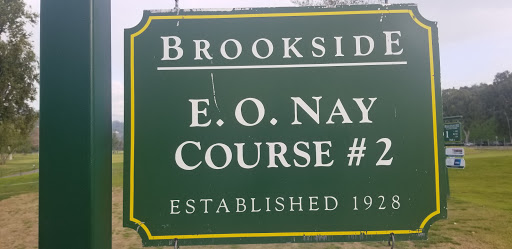 BROOKSIDE
E. O. NAY
COURSE # 2
ESTABLISHED 1928